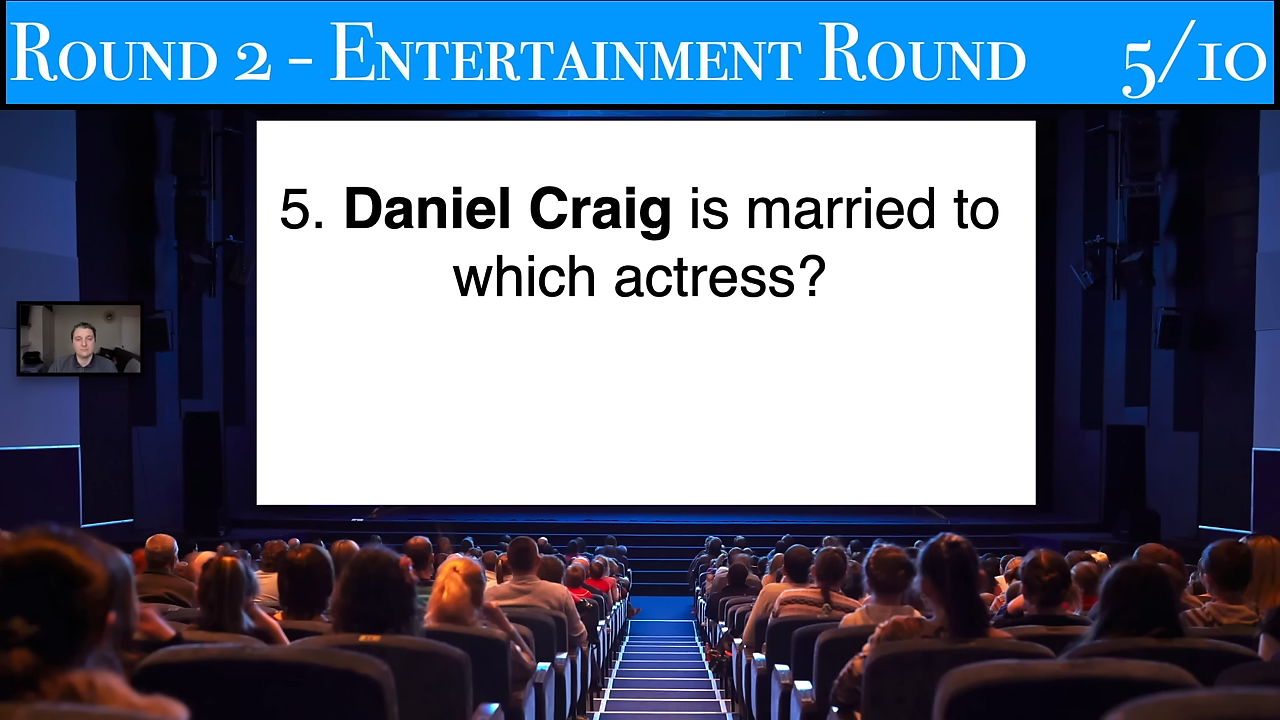 Round 2 - Entertainment Round 5/10
5. Daniel Craig is married to
which actress?